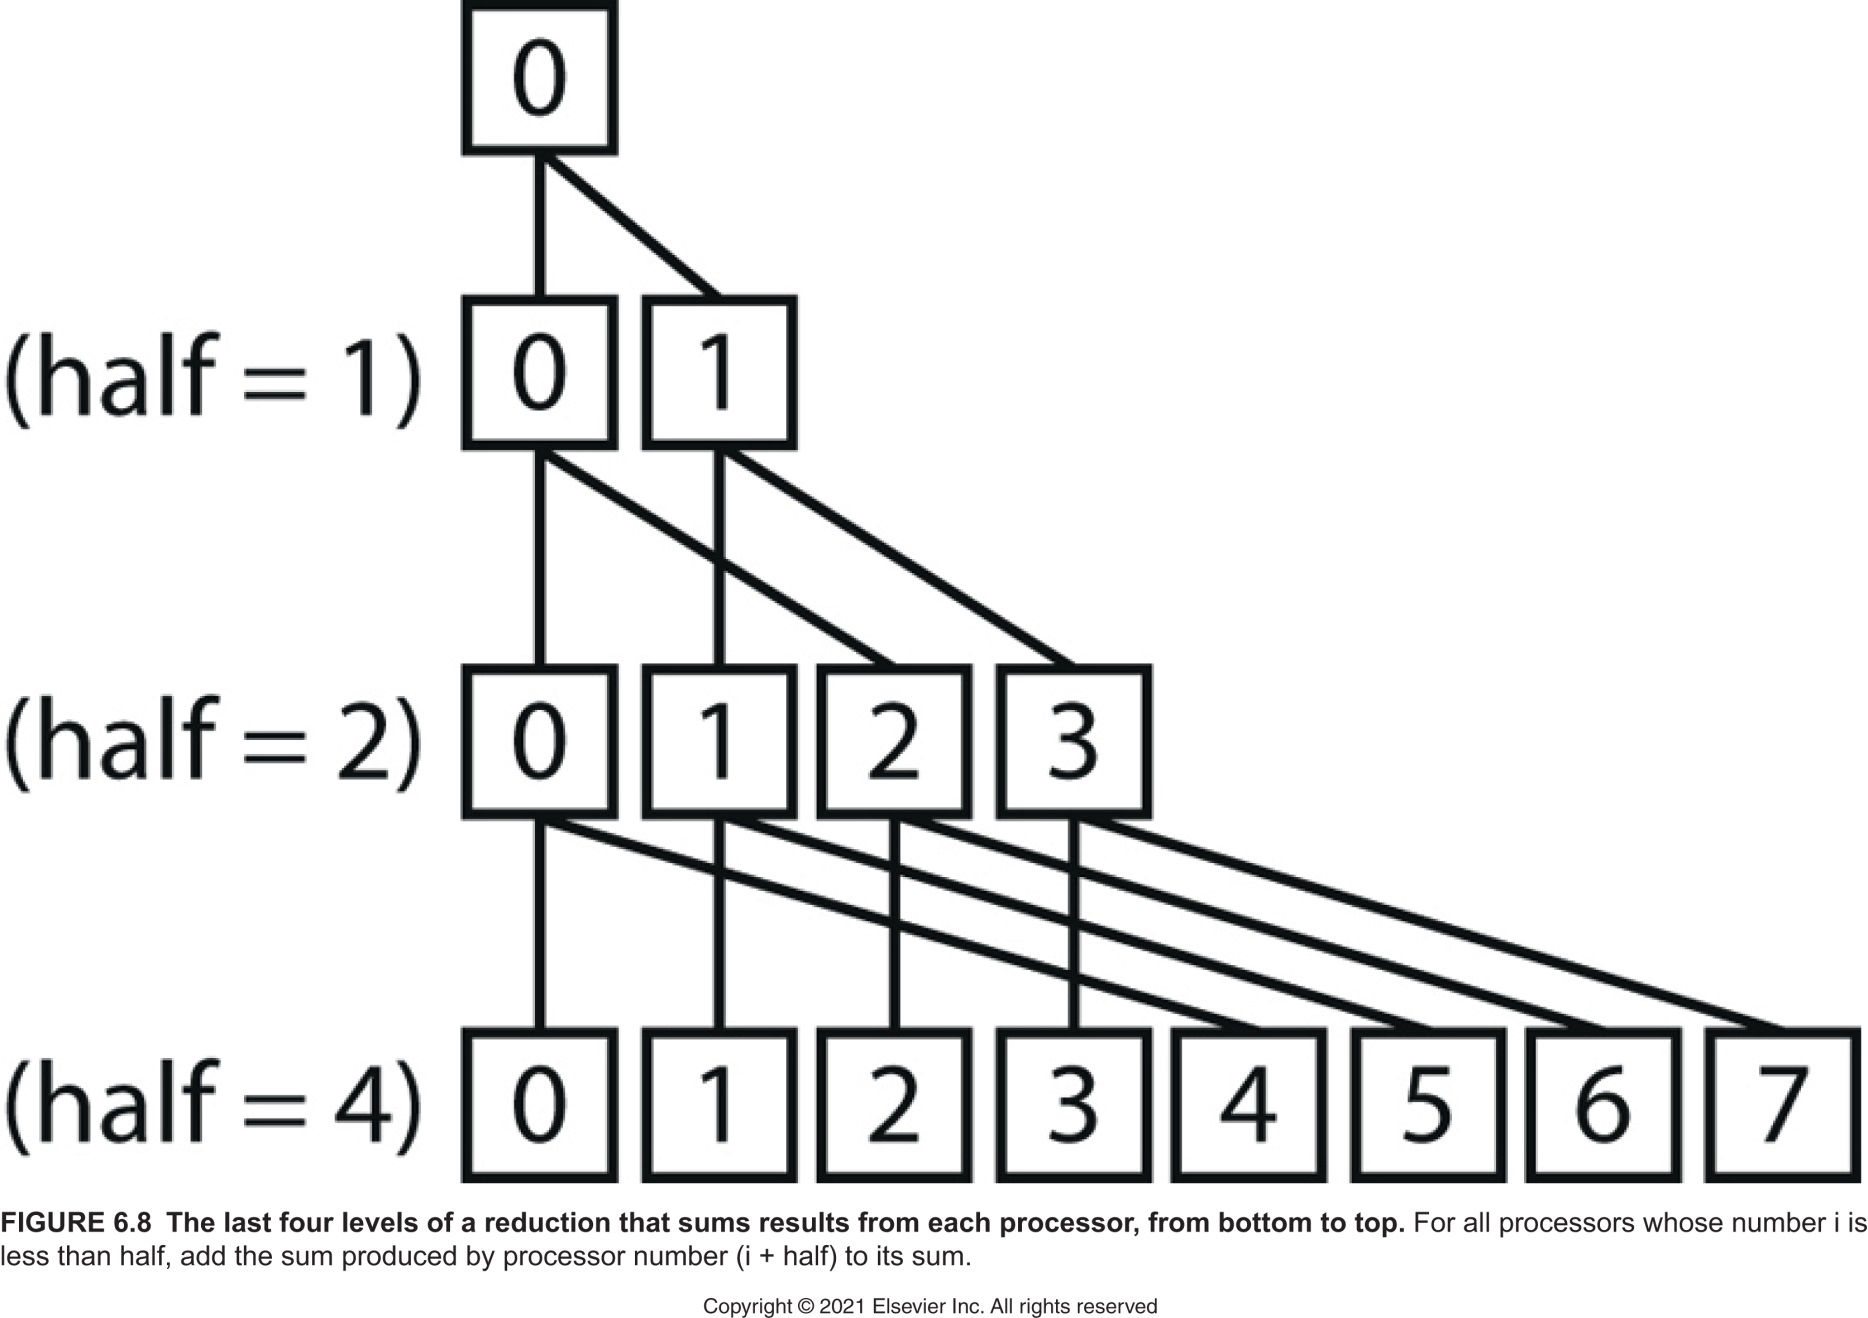 0
(half = 1) 0 1
(half = 2) 0 1 2 3
(half = 4) 0 1 2 3 4 5 6 7
FIGURE 6.8 The last four levels of a reduction that sums results from each processor, from bottom to top. For all processors whose number i is
less than half, add the sum produced by processor number (i + half) to its sum.
Copyright © 2021 Elsevier Inc. All rights reserved